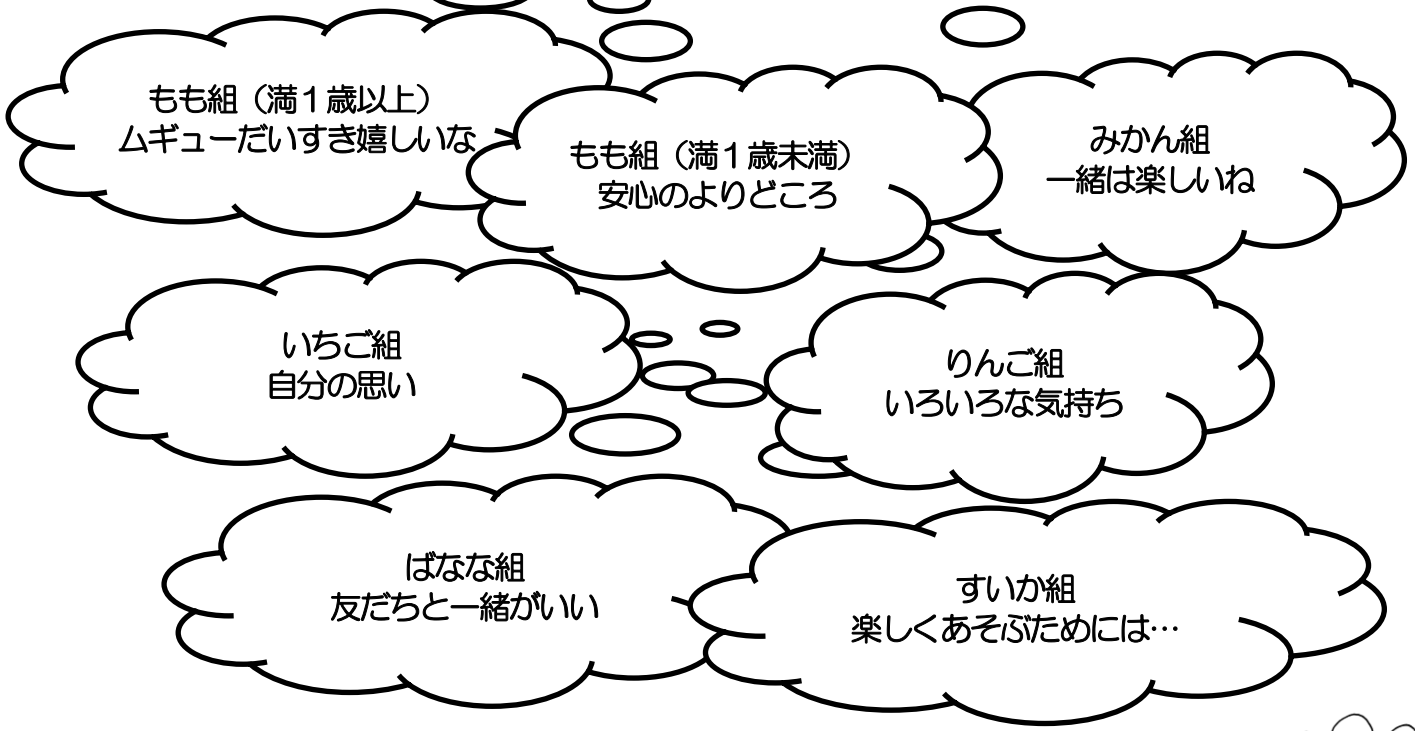 もも組（満１歳以上）
ムギューだいすき嬉しいな
もも組（満１歳未満）
安心のよりどころ
みかん組
一緒は楽しいね
いちご組
自分の思い
りんご組
いろいろな気持ち
ばなな組
友だちと一緒がいい
すいか組
楽しくあそぶためには…